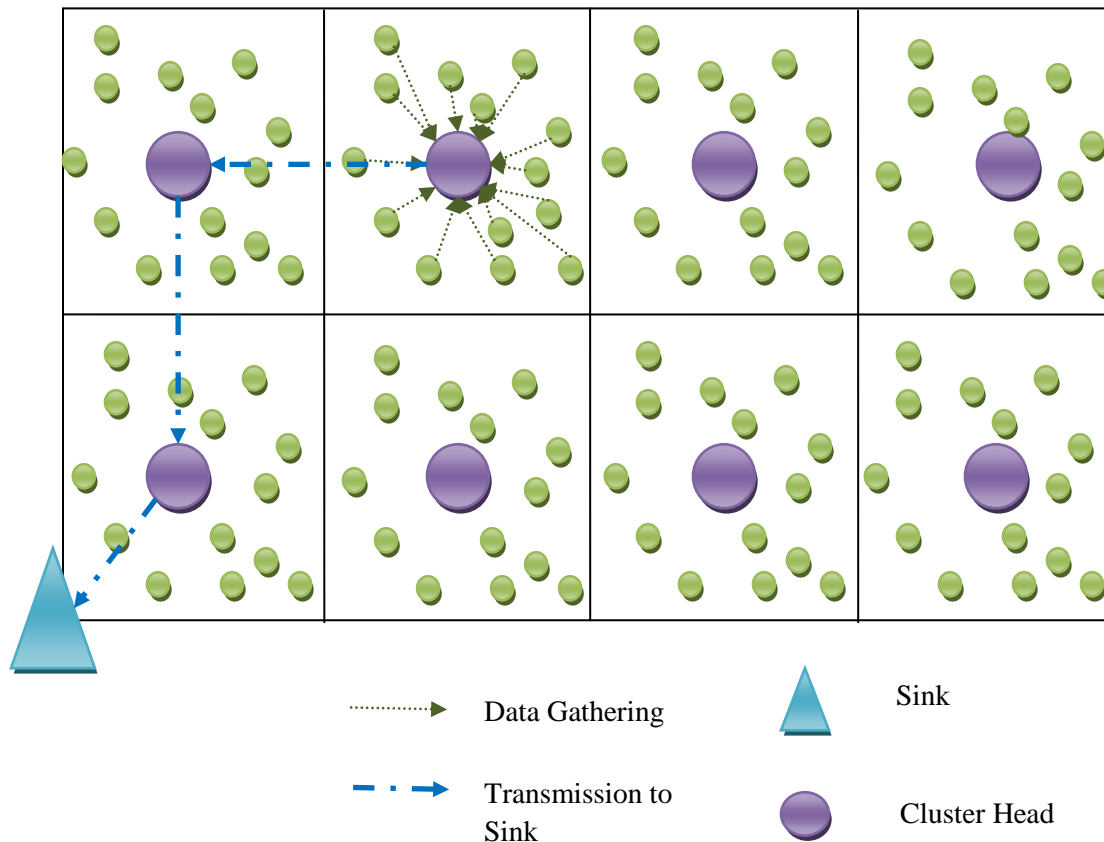 Data Gathering
Sink
Transmission to
Sink
Cluster Head